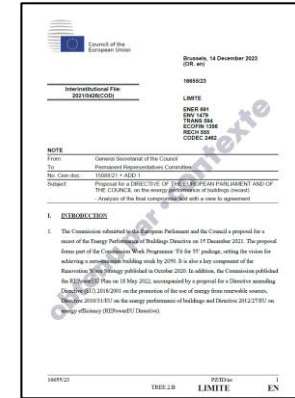 Council of the
European Union
Brussels, 14 December 2023
(OR. en)
16655/23
Interinstitutional File:
2021/0426(COD)
LIMITE
ENER 691
ENV 1479
TRANS 594
ECOFIN 1356
RECH 555
CODEC 2462
NOTE
From: General Secretariat of the Council
To: Permanent Representatives Committee
No. Cion doc.: 15088/21 + ADD 1
Subject: Proposal for a DIRECTIVE OF THE EUROPEAN PARLIAMENT AND OF
THE COUNCIL on the energy performance of buildings (recast)
- Analysis of the final compromise text with a view to agreement
I. INTRODUCTION
1. The Commission submitted to the European Parliament and the Council a proposal for a
recast of the Energy Performance of Buildings Directive on 15 December 2021. The proposal
forms part of the Commission Work Programme 'Fit for 55' package, setting the vision for
achieving a zero-emission building stock by 2050. It is also a key component of the
Renovation Wave Strategy published in October 2020. In addition, the Commission published
the REPowerEU Plan on 18 May 2022, accompanied by a proposal for a Directive amending
Directive (EU) 2018/2001 on the promotion of the use of energy from renewable sources,
Directive 2010/31/EU on the energy performance of buildings and Directive 2012/27/EU on
energy efficiency (REPowerEU Directive).
16655/23
1
TREE.2.B
LIMITE
EN
contexte